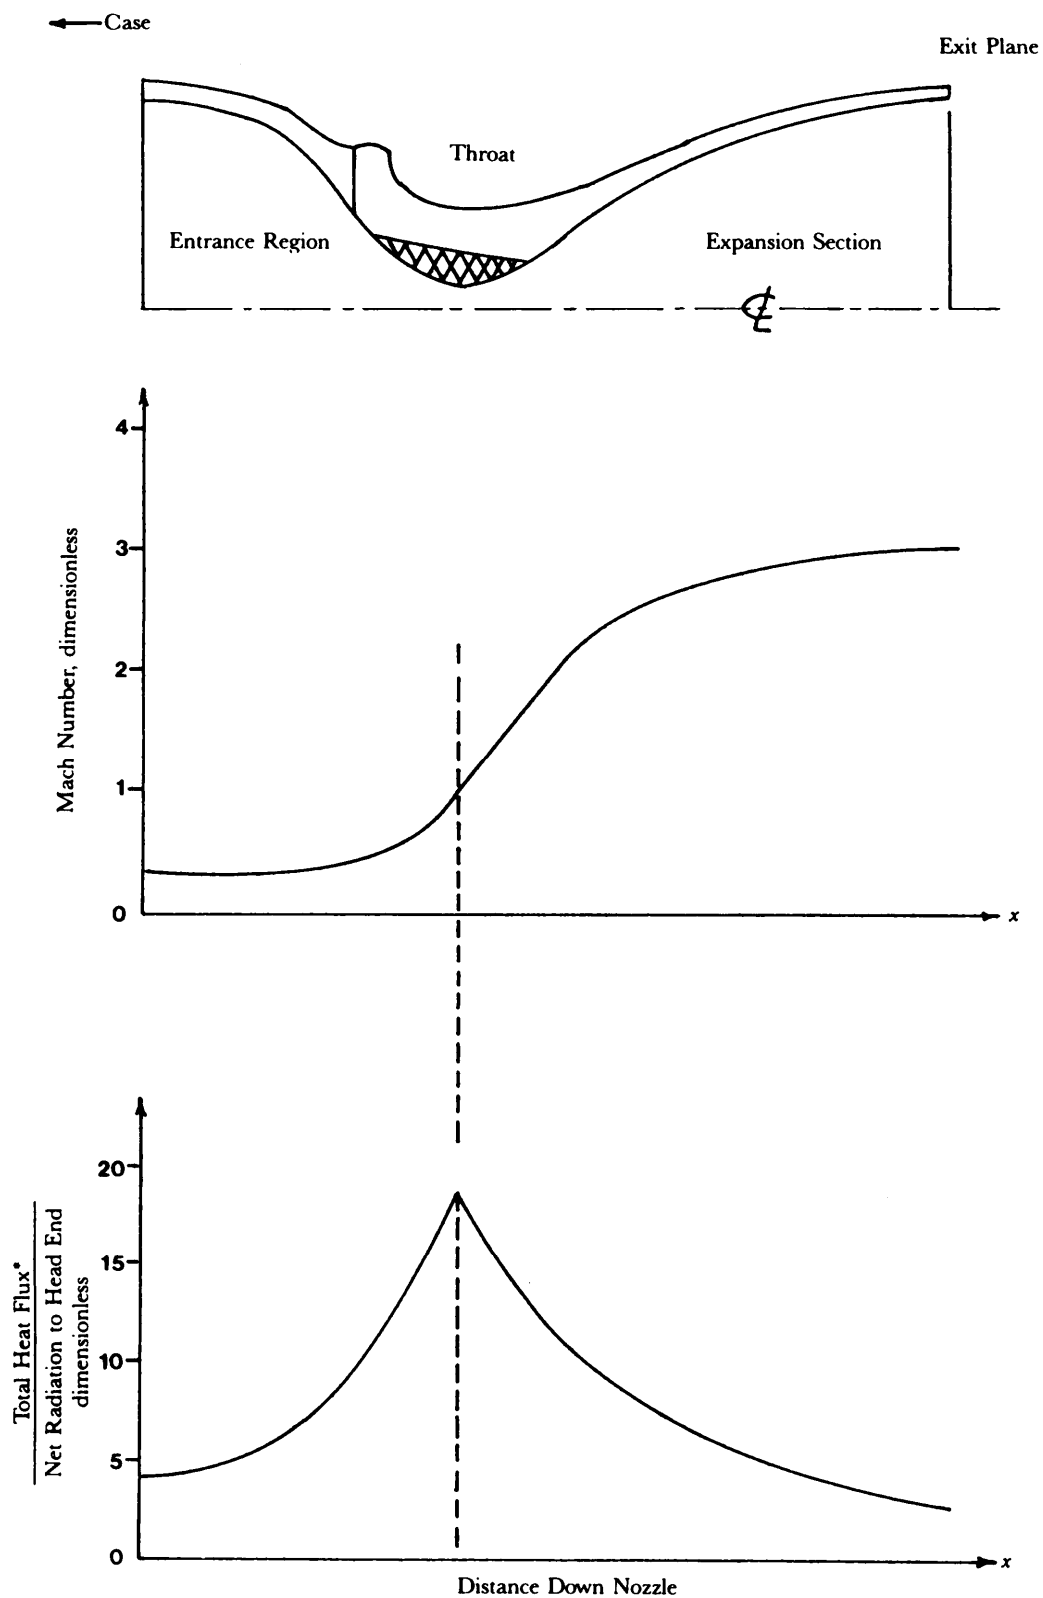 Case
Exit Plane
Throat
Entrance Region
Expansion Section
℄
4
3
2
1
0
Mach Number, dimensionless
x
20
15
10
5
0
Total Heat Flux*
Net Radiation to Head End
dimensionless
x
Distance Down Nozzle